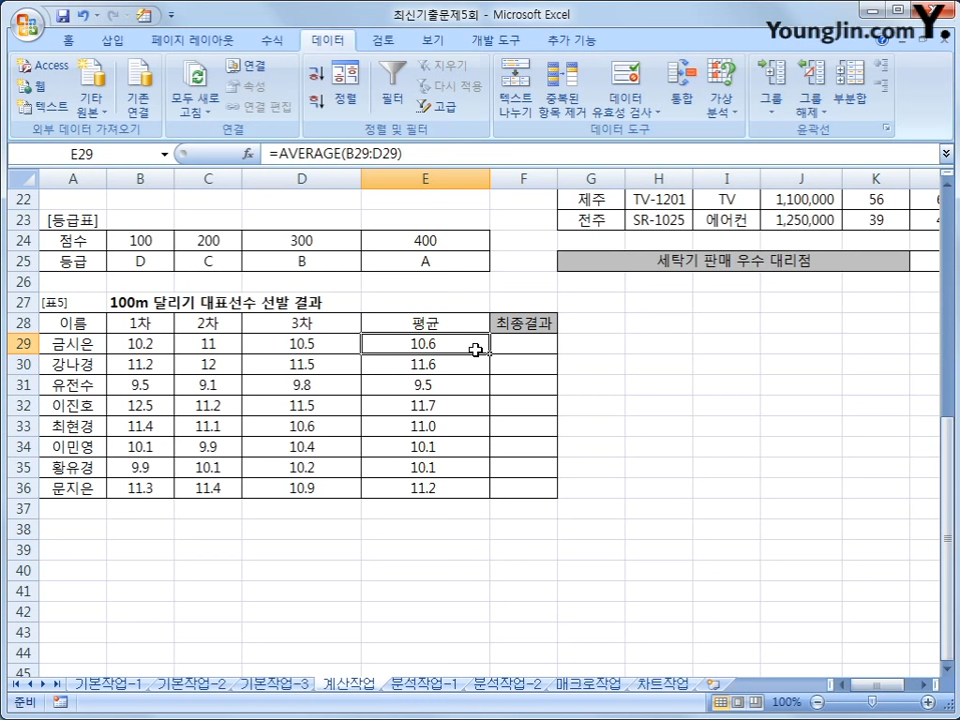 최신기출문제5회 - Microsoft Excel
YoungJin.com Y.
홈 삽입 페이지 레이아웃 수식 데이터 검토 보기 개발 도구 추가 기능
Access
웹
텍스트
기타 원본
기존 연결
외부 데이터 가져오기
모두 새로 고침
연결
속성
연결 편집
연결
정렬
필터
지우기
다시 적용
고급
정렬 및 필터
텍스트 나누기
중복된 항목 제거
데이터 유효성 검사
통합
가상 분석
데이터 도구
그룹
그룹 해제
부분합
윤곽선
E29 fx =AVERAGE(B29:D29)
A B C D E F G H I J K
22 제주 TV-1201 TV 1,100,000 56
23 [등급표] 전주 SR-1025 에어컨 1,250,000 39
24 점수 100 200 300 400
25 등급 D C B A 세탁기 판매 우수 대리점
26
27 [표5] 100m 달리기 대표선수 선발 결과
28 이름 1차 2차 3차 평균 최종결과
29 금시은 10.2 11 10.5 10.6
30 강나경 11.2 12 11.5 11.6
31 유전수 9.5 9.1 9.8 9.5
32 이진호 12.5 11.2 11.5 11.7
33 최현경 11.4 11.1 10.6 11.0
34 이민영 10.1 9.9 10.4 10.1
35 황유경 9.9 10.1 10.2 10.1
36 문지은 11.3 11.4 10.9 11.2
37
38
39
40
41
42
43
44
45
기본작업-1 기본작업-2 기본작업-3 계산작업 분석작업-1 분석작업-2 매크로작업 차트작업
준비 100%